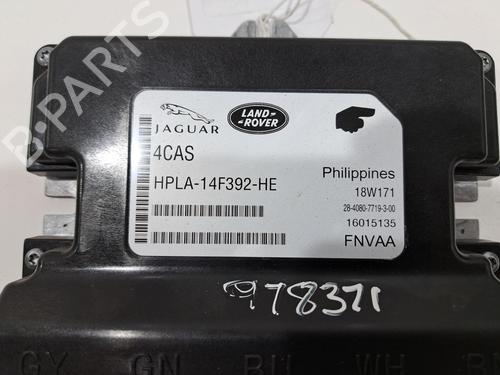 B-PARTS
JAGUAR
LAND-
ROVER
4CAS
HPLA-14F392-HE
Philippines
18W171
28-4080-7719-3-00
16015135
FNVAA
978371
GY GN BU WH